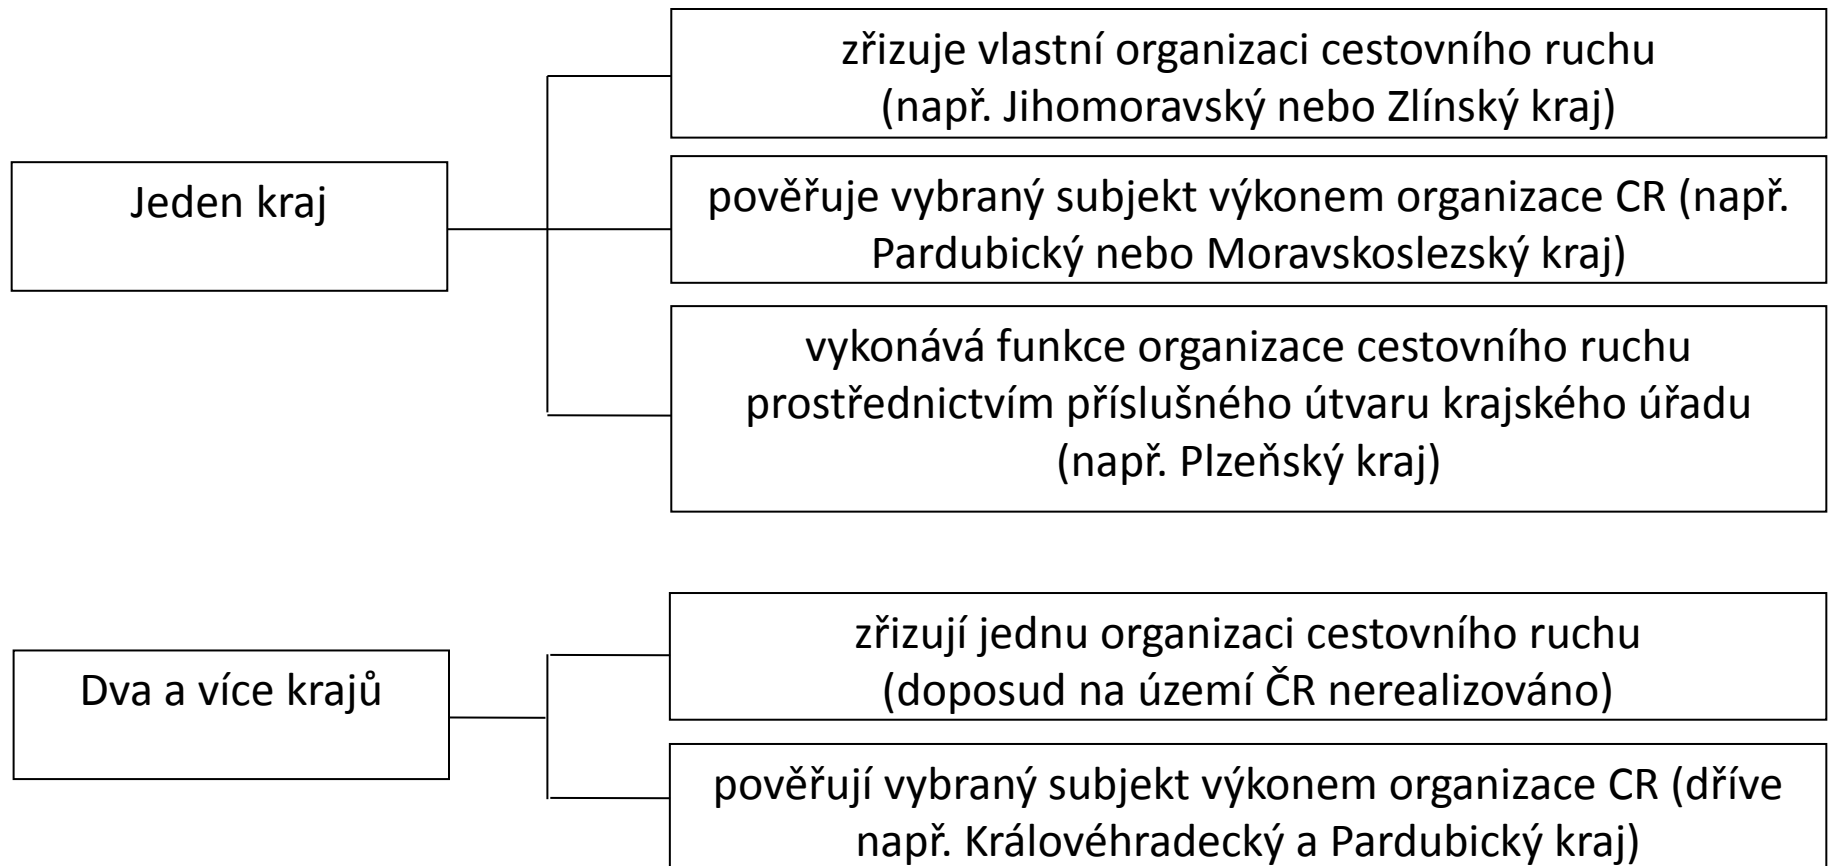 zřizuje vlastní organizaci cestovního ruchu
(např. Jihomoravský nebo Zlínský kraj)
Jeden kraj
pověřuje vybraný subjekt výkonem organizace CR (např.
Pardubický nebo Moravskoslezský kraj)
vykonává funkce organizace cestovního ruchu
prostřednictvím příslušného útvaru krajského úřadu
(např. Plzeňský kraj)
zřizují jednu organizaci cestovního ruchu
(doposud na území ČR nerealizováno)
Dva a více krajů
pověřují vybraný subjekt výkonem organizace CR (dříve
např. Královéhradecký a Pardubický kraj)